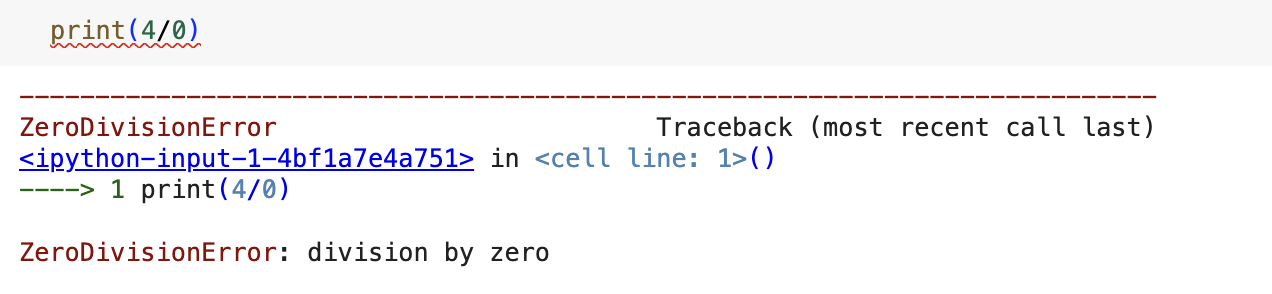 print(4/0)
---------------------------------------------------------------------------
ZeroDivisionError                         Traceback (most recent call last)
<ipython-input-1-4bf1a7e4a751> in <cell line: 1>()
----> 1 print(4/0)
ZeroDivisionError: division by zero